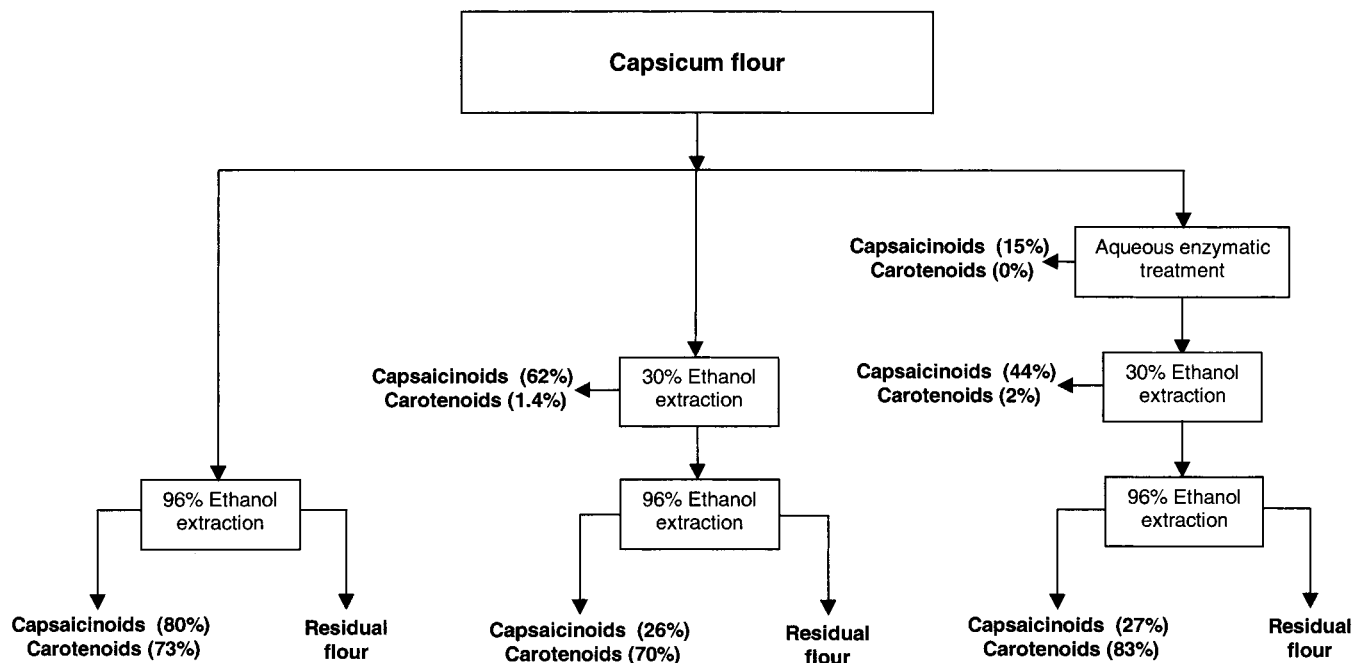 Capsicum flour
Capsaicinoids (15%)
Carotenoids (0%)
Aqueous enzymatic
treatment
Capsaicinoids (62%)
Carotenoids (1.4%)
30% Ethanol
extraction
Capsaicinoids (44%)
Carotenoids (2%)
30% Ethanol
extraction
96% Ethanol
extraction
96% Ethanol
extraction
96% Ethanol
extraction
Capsaicinoids (80%)
Carotenoids (73%)
Residual
flour
Capsaicinoids (26%)
Carotenoids (70%)
Residual
flour
Capsaicinoids (27%)
Carotenoids (83%)
Residual
flour